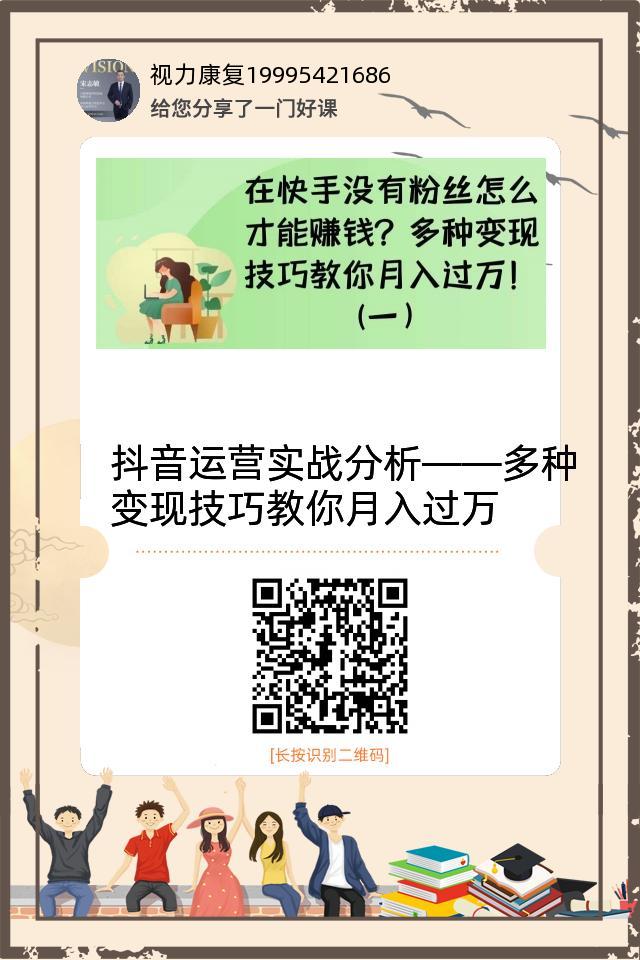 VISION
宋志敏
视力康复19995421686
给您分享了一门好课
在快手没有粉丝怎么
才能赚钱？多种变现
技巧教你月入过万！
(一)
抖音运营实战分析——多种
变现技巧教你月入过万
[长按识别二维码]